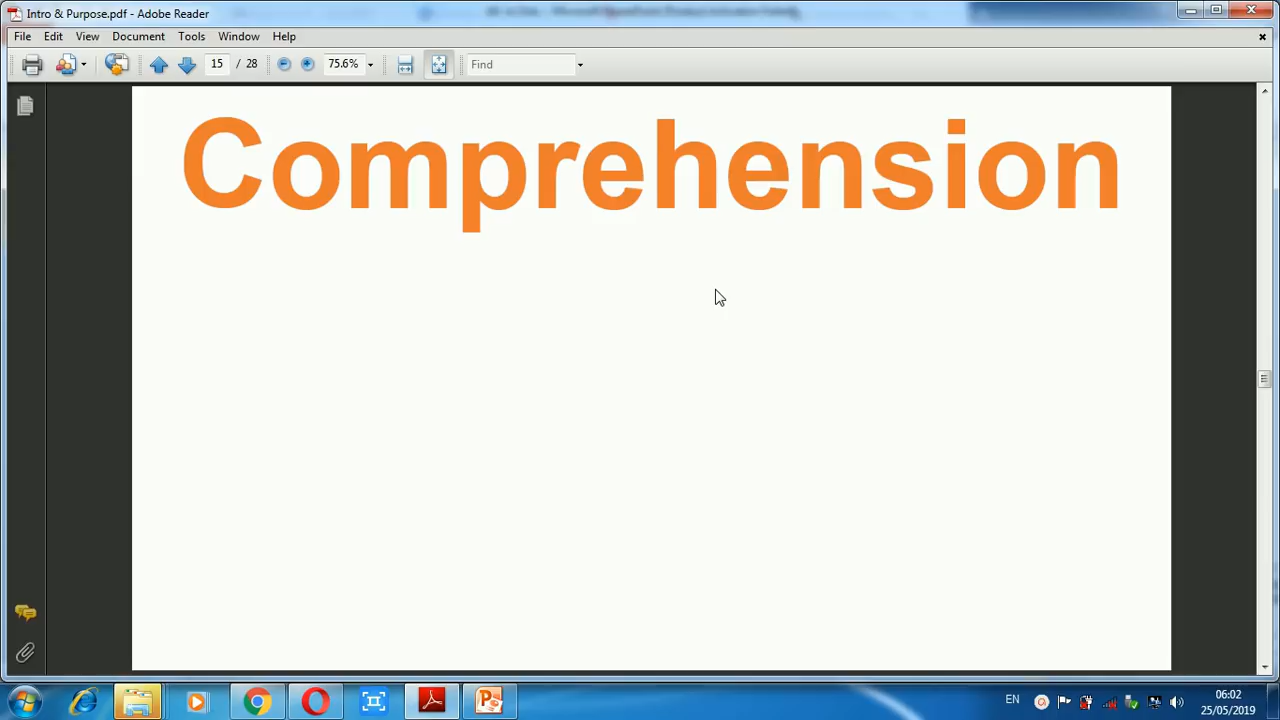 Intro & Purpose.pdf - Adobe Reader
File Edit View Document Tools Window Help
15 / 28 75.6% Find
Comprehension
EN 06:02
25/05/2019